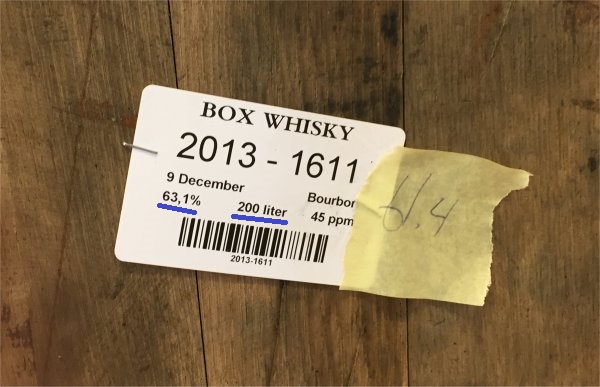 BOX WHISKY
2013 - 1611
9 December
Bourbon
63,1%
200 liter
45 ppm
2013-1611
61.4